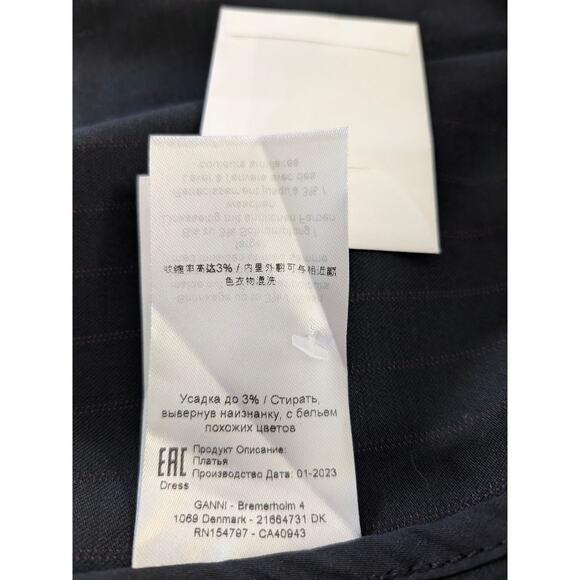 收缩率高达3% / 内里外翻可与相近颜
色衣物混洗
Усадка до 3% / Стирать,
вывернув наизнанку, с бельем
похожих цветов
EAC Продукт Описание:
Платья
Производство Дата: 01-2023
Dress
GANNI - Bremerholm 4
1069 Denmark - 21664731 DK
RN154797 - CA40943